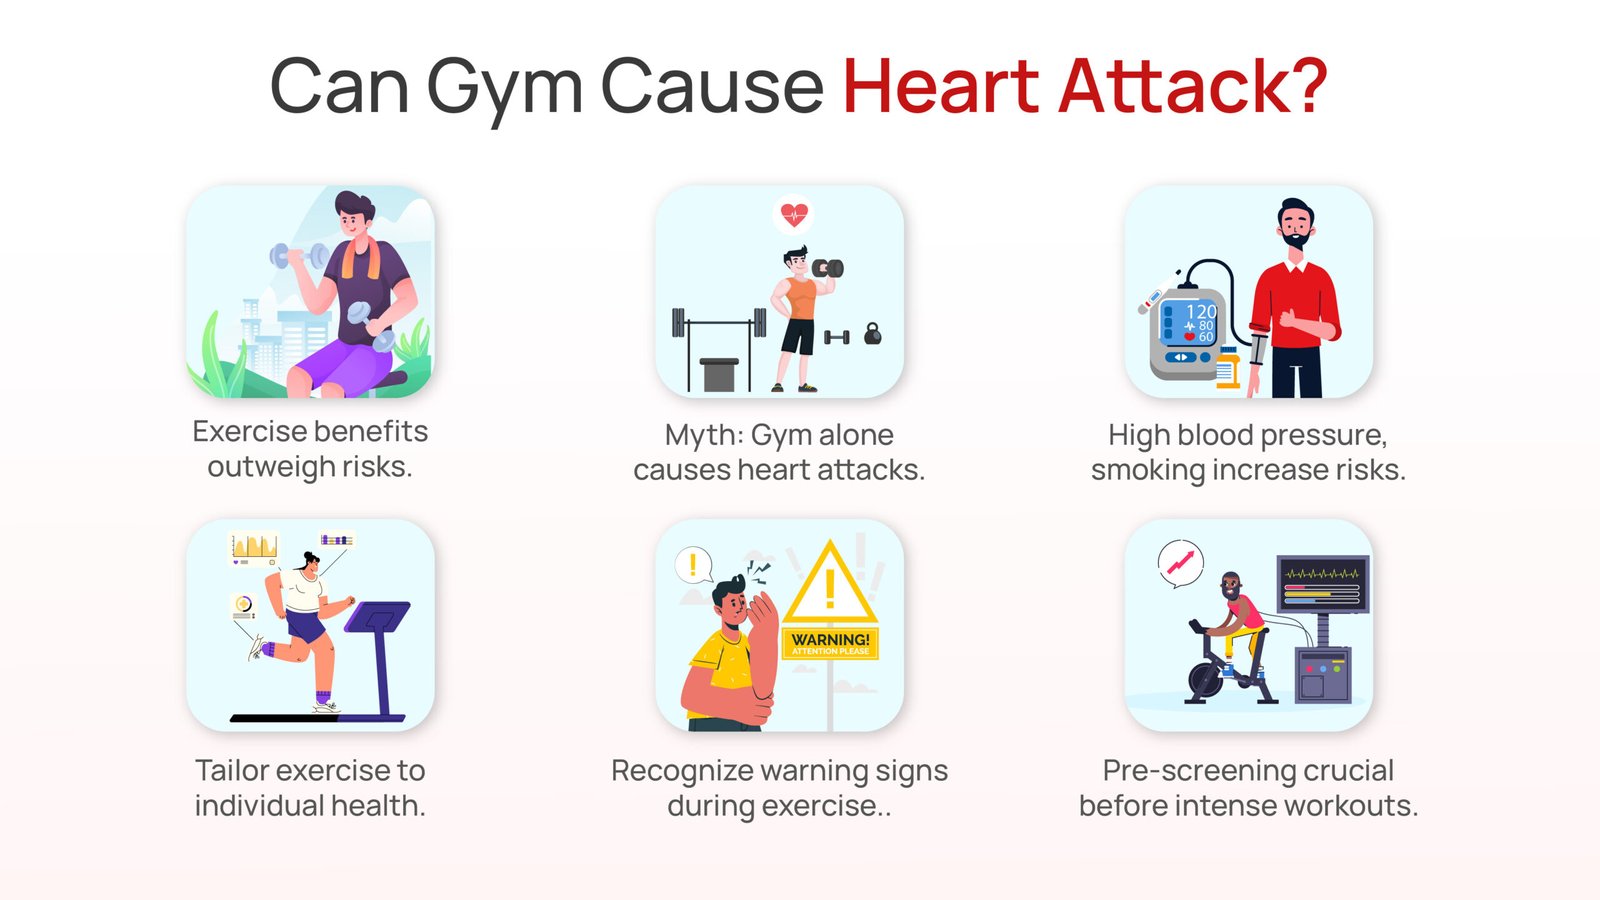 Can Gym Cause Heart Attack?
120
80
60
Exercise benefits
outweigh risks.
Myth: Gym alone
causes heart attacks.
High blood pressure,
smoking increase risks.
!
!
WARNING!
ATTENTION PLEASE
Tailor exercise to
individual health.
Recognize warning signs
during exercise..
Pre-screening crucial
before intense workouts.